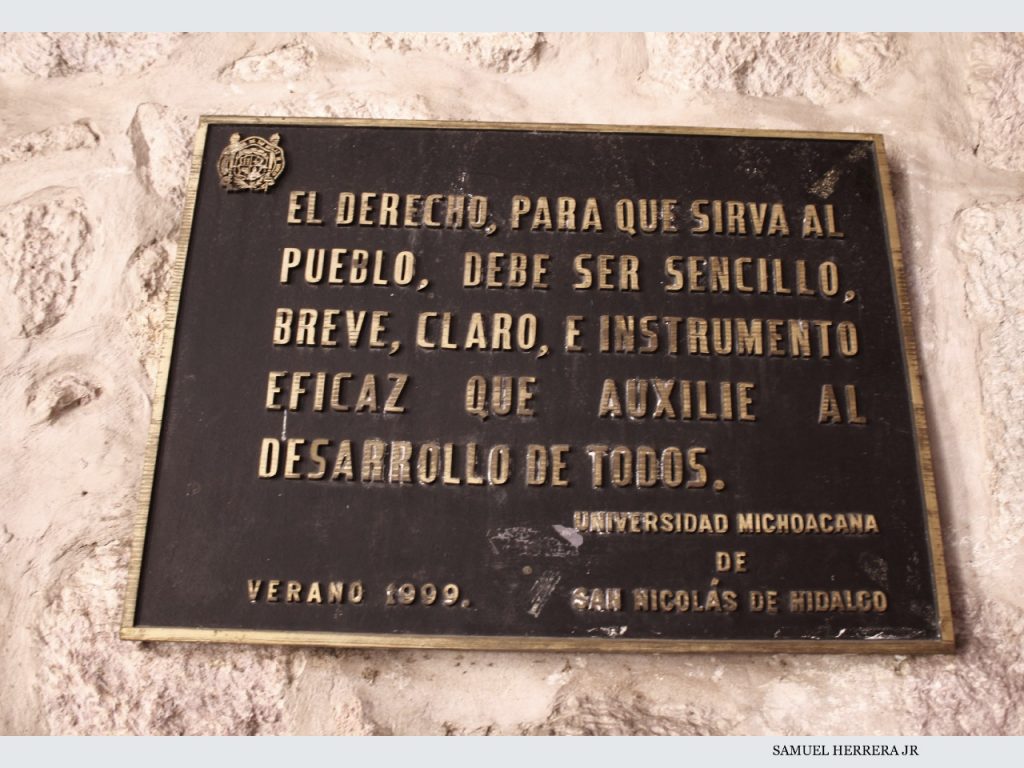 EL DERECHO, PARA QUE SIRVA AL
PUEBLO, DEBE SER SENCILLO,
BREVE, CLARO, E INSTRUMENTO
EFICAZ QUE AUXILIE AL
DESARROLLO DE TODOS.
UNIVERSIDAD MICHOACANA
DE
SAN NICOLÁS DE HIDALGO
VERANO 1999.
SAMUEL HERRERA JR